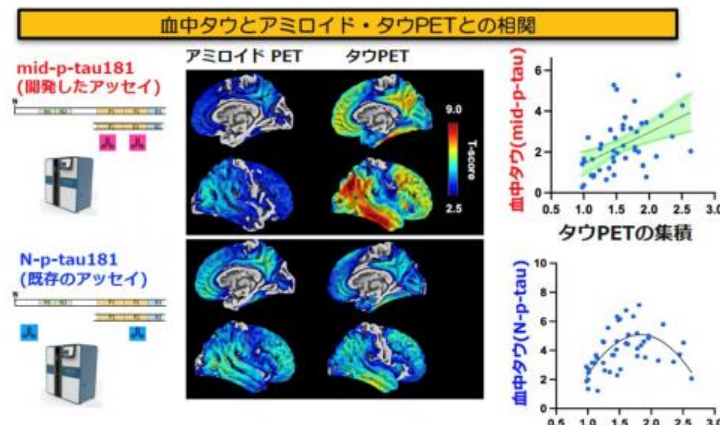 血中タウとアミロイド・タウPETとの相関
mid-p-tau181
(開発したアッセイ)
N
アミロイド PET
タウPET
9.0
T-score
2.5
血中タウ(mid-p-tau)
6
4
2
0
0.5 1.0 1.5 2.0 2.5 3.0
タウPETの集積
N-p-tau181
(既存のアッセイ)
N
血中タウ(N-p-tau)
10
8
6
4
2
0
0.5 1.0 1.5 2.0 2.5 3.0